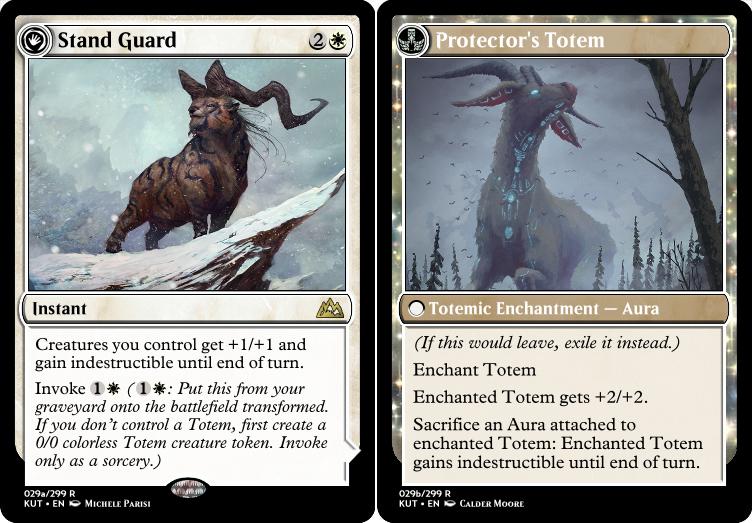 Stand Guard 2
Instant
Creatures you control get +1/+1 and
gain indestructible until end of turn.
Invoke 1 ( 1 : Put this from your
graveyard onto the battlefield transformed.
If you don't control a Totem, first create a
0/0 colorless Totem creature token. Invoke
only as a sorcery.)
029a/299 R
KUT • EN MICHELE PARISI
Protector's Totem
Totemic Enchantment — Aura
(If this would leave, exile it instead.)
Enchant Totem
Enchanted Totem gets +2/+2.
Sacrifice an Aura attached to
enchanted Totem: Enchanted Totem
gains indestructible until end of turn.
029b/299 R
KUT • EN CALDER MOORE